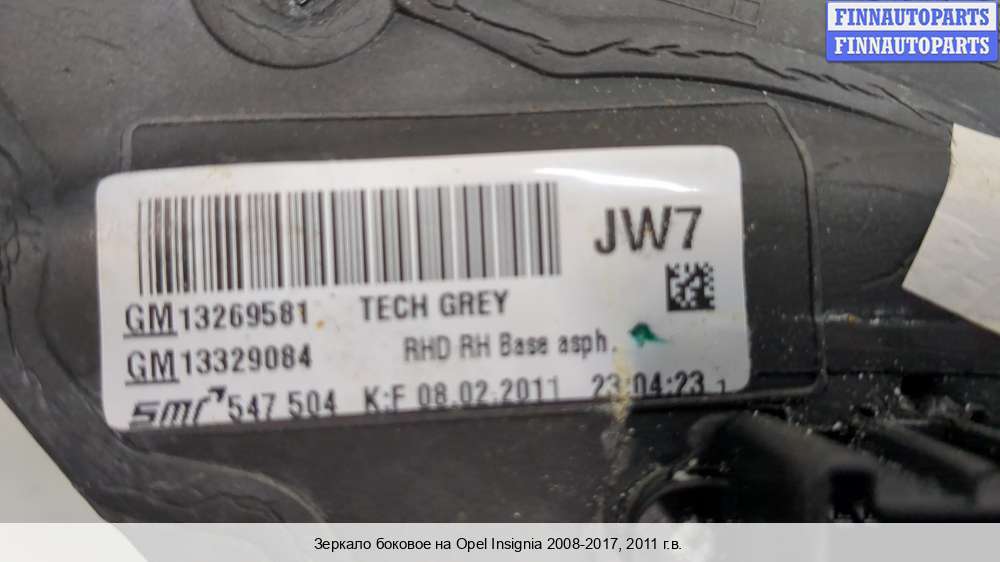 FINNAUTOPARTS
FINNAUTOPARTS
JW7
GM13269581 TECH GREY
GM13329084 RHD RH Base asph.
smr 547 504 K:F 08.02.2011 23:04:23 1
Зеркало боковое на Opel Insignia 2008-2017, 2011 г.в.